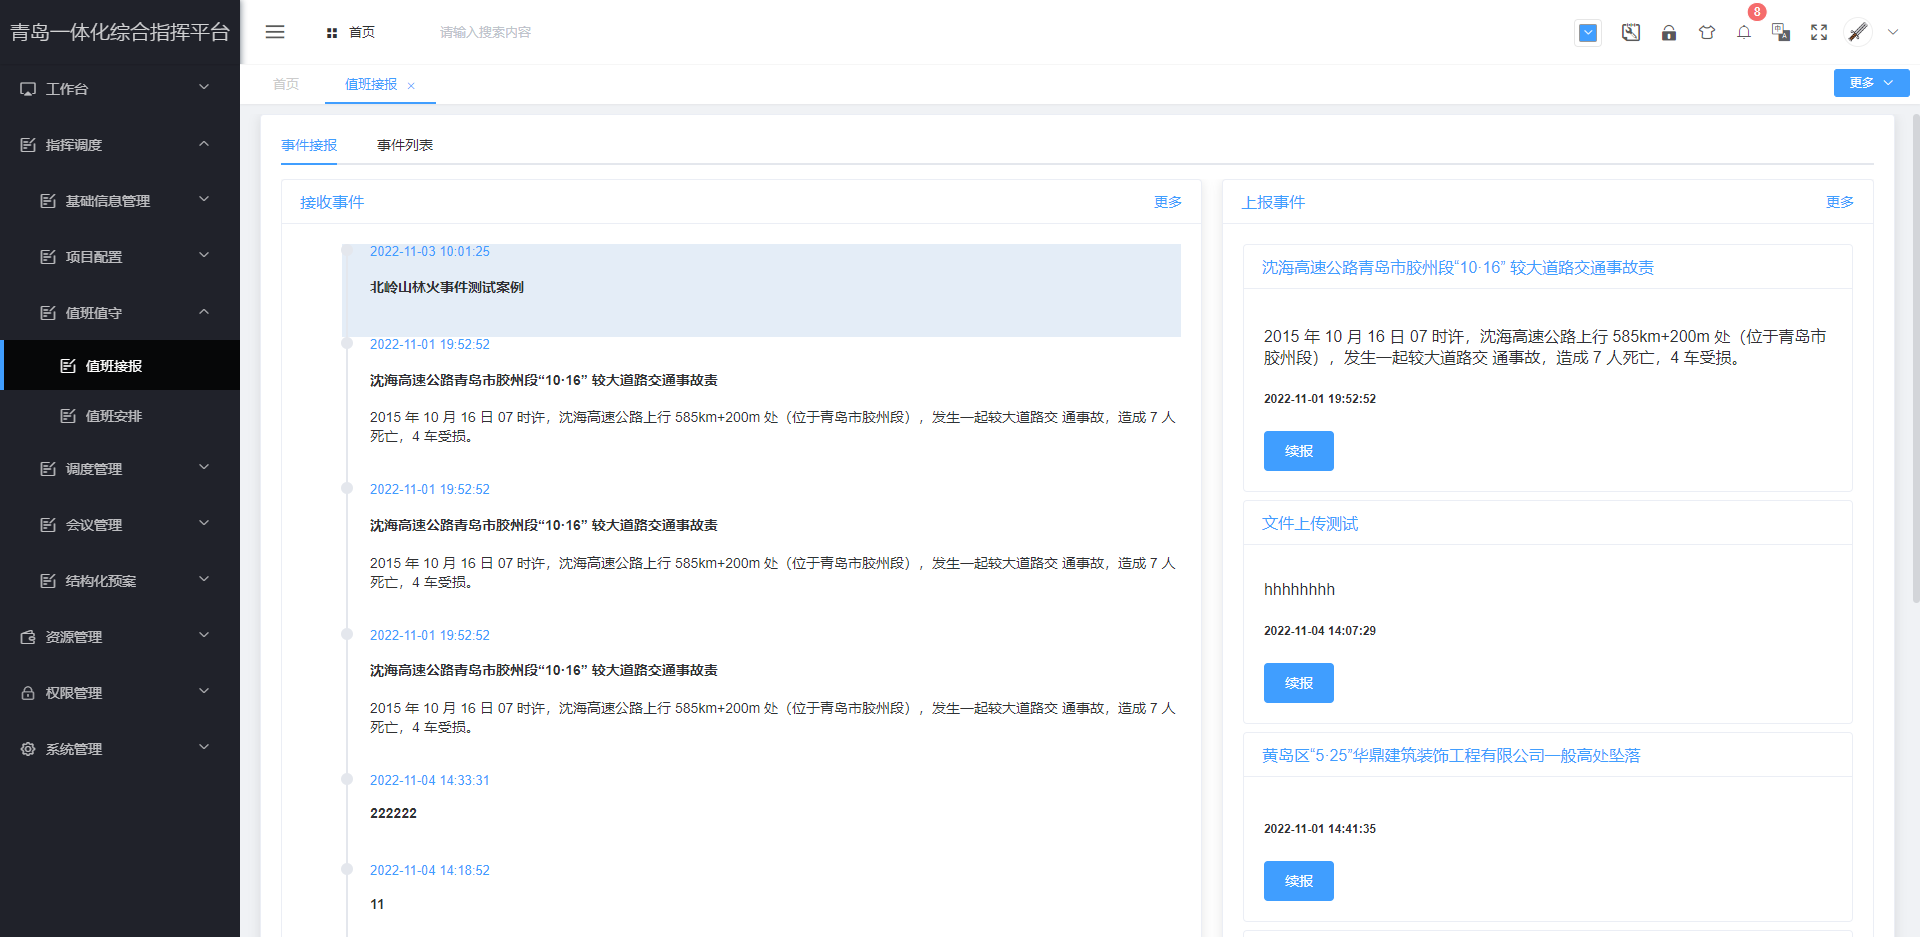 青岛一体化综合指挥平台
首页
请输入搜索内容
8
首页
值班接报 ×
更多
工作台
指挥调度
基础信息管理
项目配置
值班值守
值班接报
值班安排
调度管理
会议管理
结构化预案
资源管理
权限管理
系统管理
事件接报
事件列表
接收事件
更多
2022-11-03 10:01:25
北岭山林火事件测试案例
2022-11-01 19:52:52
沈海高速公路青岛市胶州段“10·16” 较大道路交通事故责
2015 年 10 月 16 日 07 时许，沈海高速公路上行 585km+200m 处（位于青岛市胶州段），发生一起较大道路交 通事故，造成 7 人
死亡，4 车受损。
2022-11-01 19:52:52
沈海高速公路青岛市胶州段“10·16” 较大道路交通事故责
2015 年 10 月 16 日 07 时许，沈海高速公路上行 585km+200m 处（位于青岛市胶州段），发生一起较大道路交 通事故，造成 7 人
死亡，4 车受损。
2022-11-01 19:52:52
沈海高速公路青岛市胶州段“10·16” 较大道路交通事故责
2015 年 10 月 16 日 07 时许，沈海高速公路上行 585km+200m 处（位于青岛市胶州段），发生一起较大道路交 通事故，造成 7 人
死亡，4 车受损。
2022-11-04 14:33:31
222222
2022-11-04 14:18:52
11
上报事件
更多
沈海高速公路青岛市胶州段“10·16” 较大道路交通事故责
2015 年 10 月 16 日 07 时许，沈海高速公路上行 585km+200m 处（位于青岛市
胶州段），发生一起较大道路交 通事故，造成 7 人死亡，4 车受损。
2022-11-01 19:52:52
续报
文件上传测试
hhhhhhhh
2022-11-04 14:07:29
续报
黄岛区“5·25”华鼎建筑装饰工程有限公司一般高处坠落
2022-11-01 14:41:35
续报